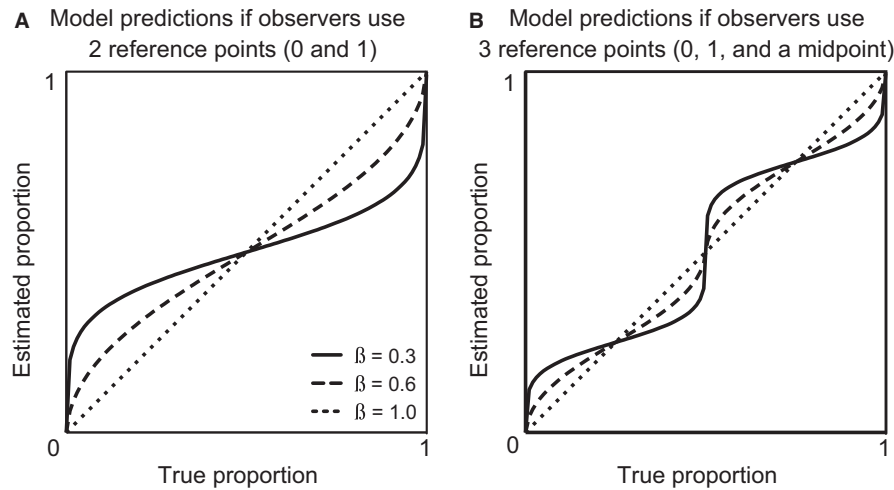 A Model predictions if observers use
2 reference points (0 and 1)
1
Estimated proportion
ß = 0.3
ß = 0.6
ß = 1.0
0
1
True proportion
B Model predictions if observers use
3 reference points (0, 1, and a midpoint)
1
Estimated proportion
0
1
True proportion